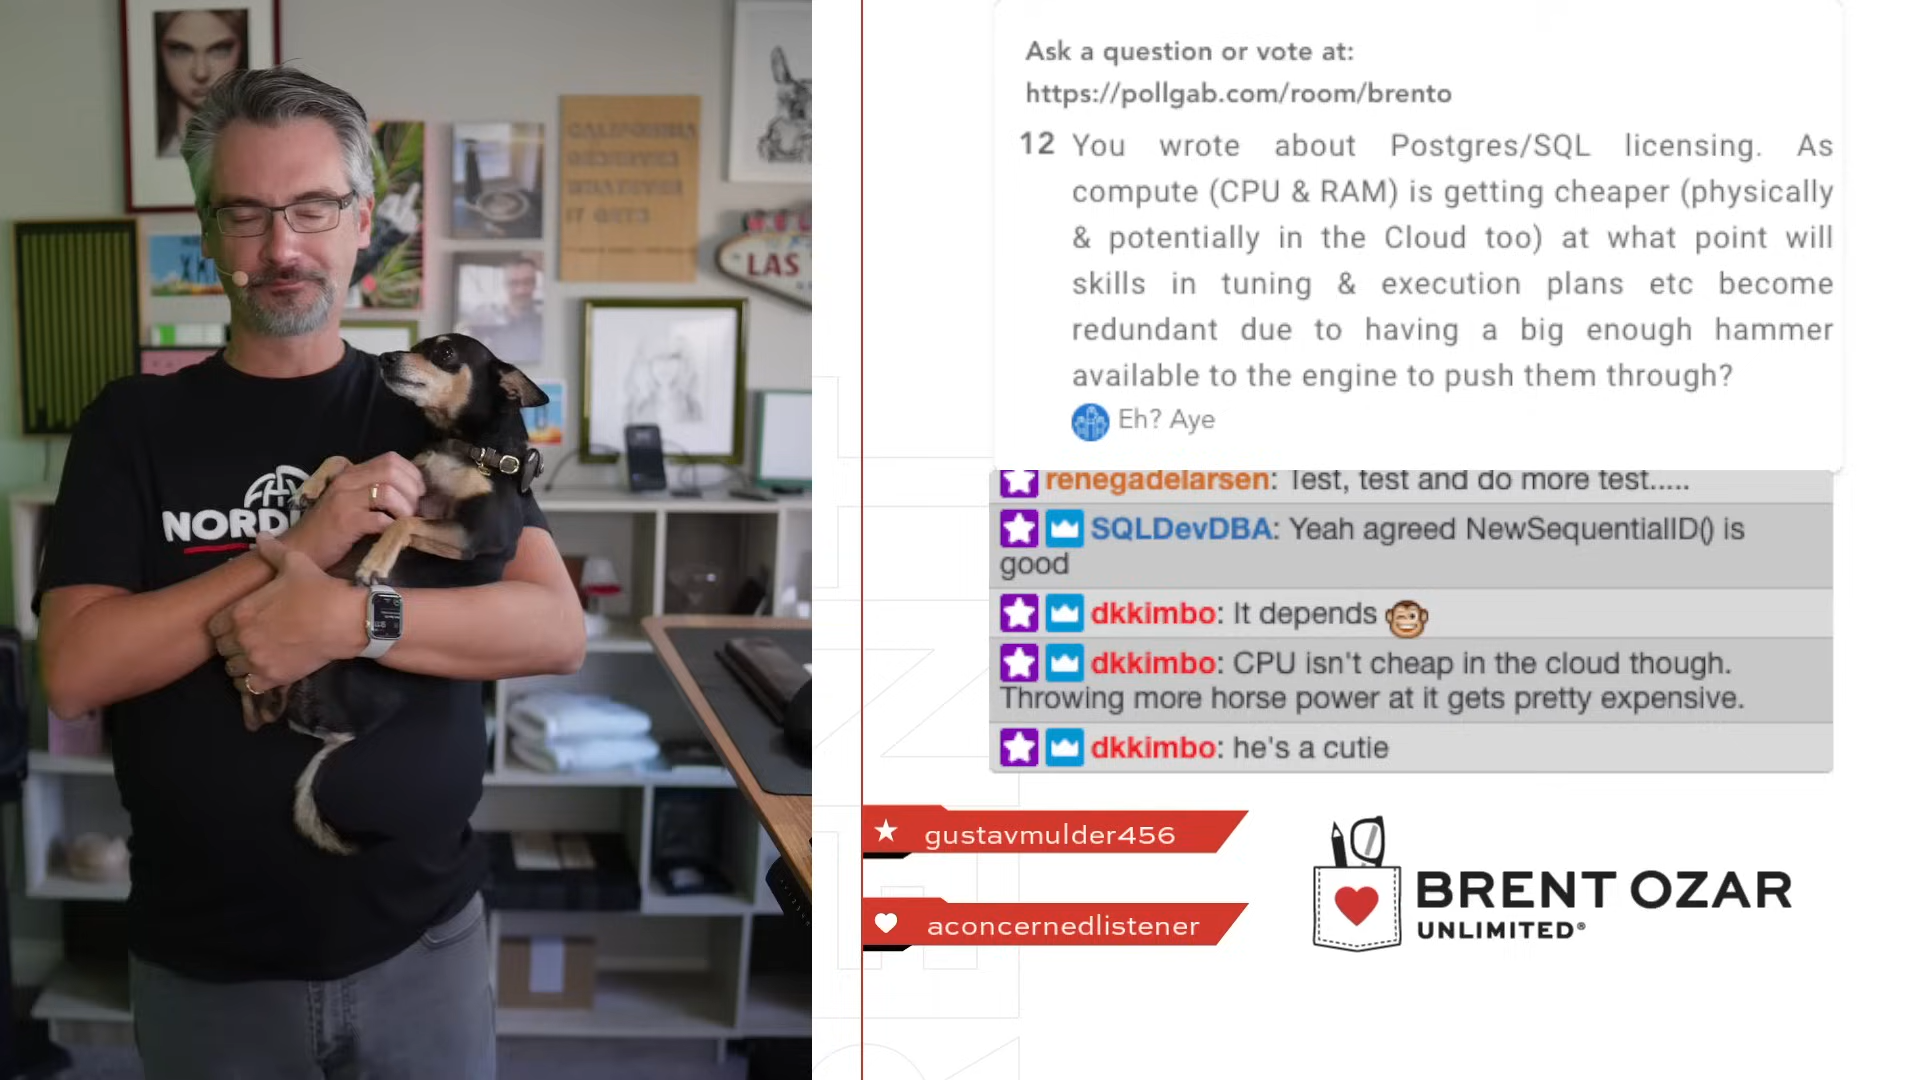 Ask a question or vote at:
https://pollgab.com/room/brento
12 You wrote about Postgres/SQL licensing. As
compute (CPU & RAM) is getting cheaper (physically
& potentially in the Cloud too) at what point will
skills in tuning & execution plans etc become
redundant due to having a big enough hammer
available to the engine to push them through?
Eh? Aye
renegadelarsen: Test, test and do more test.....
SQLDevDBA: Yeah agreed NewSequentialID() is
good
dkkimbo: It depends
dkkimbo: CPU isn't cheap in the cloud though.
Throwing more horse power at it gets pretty expensive.
dkkimbo: he's a cutie
gustavmulder456
aconcernedlistener
BRENT OZAR
UNLIMITED®
CALIFORNIA
WHATEVER
IT GETS
LAS
NORD